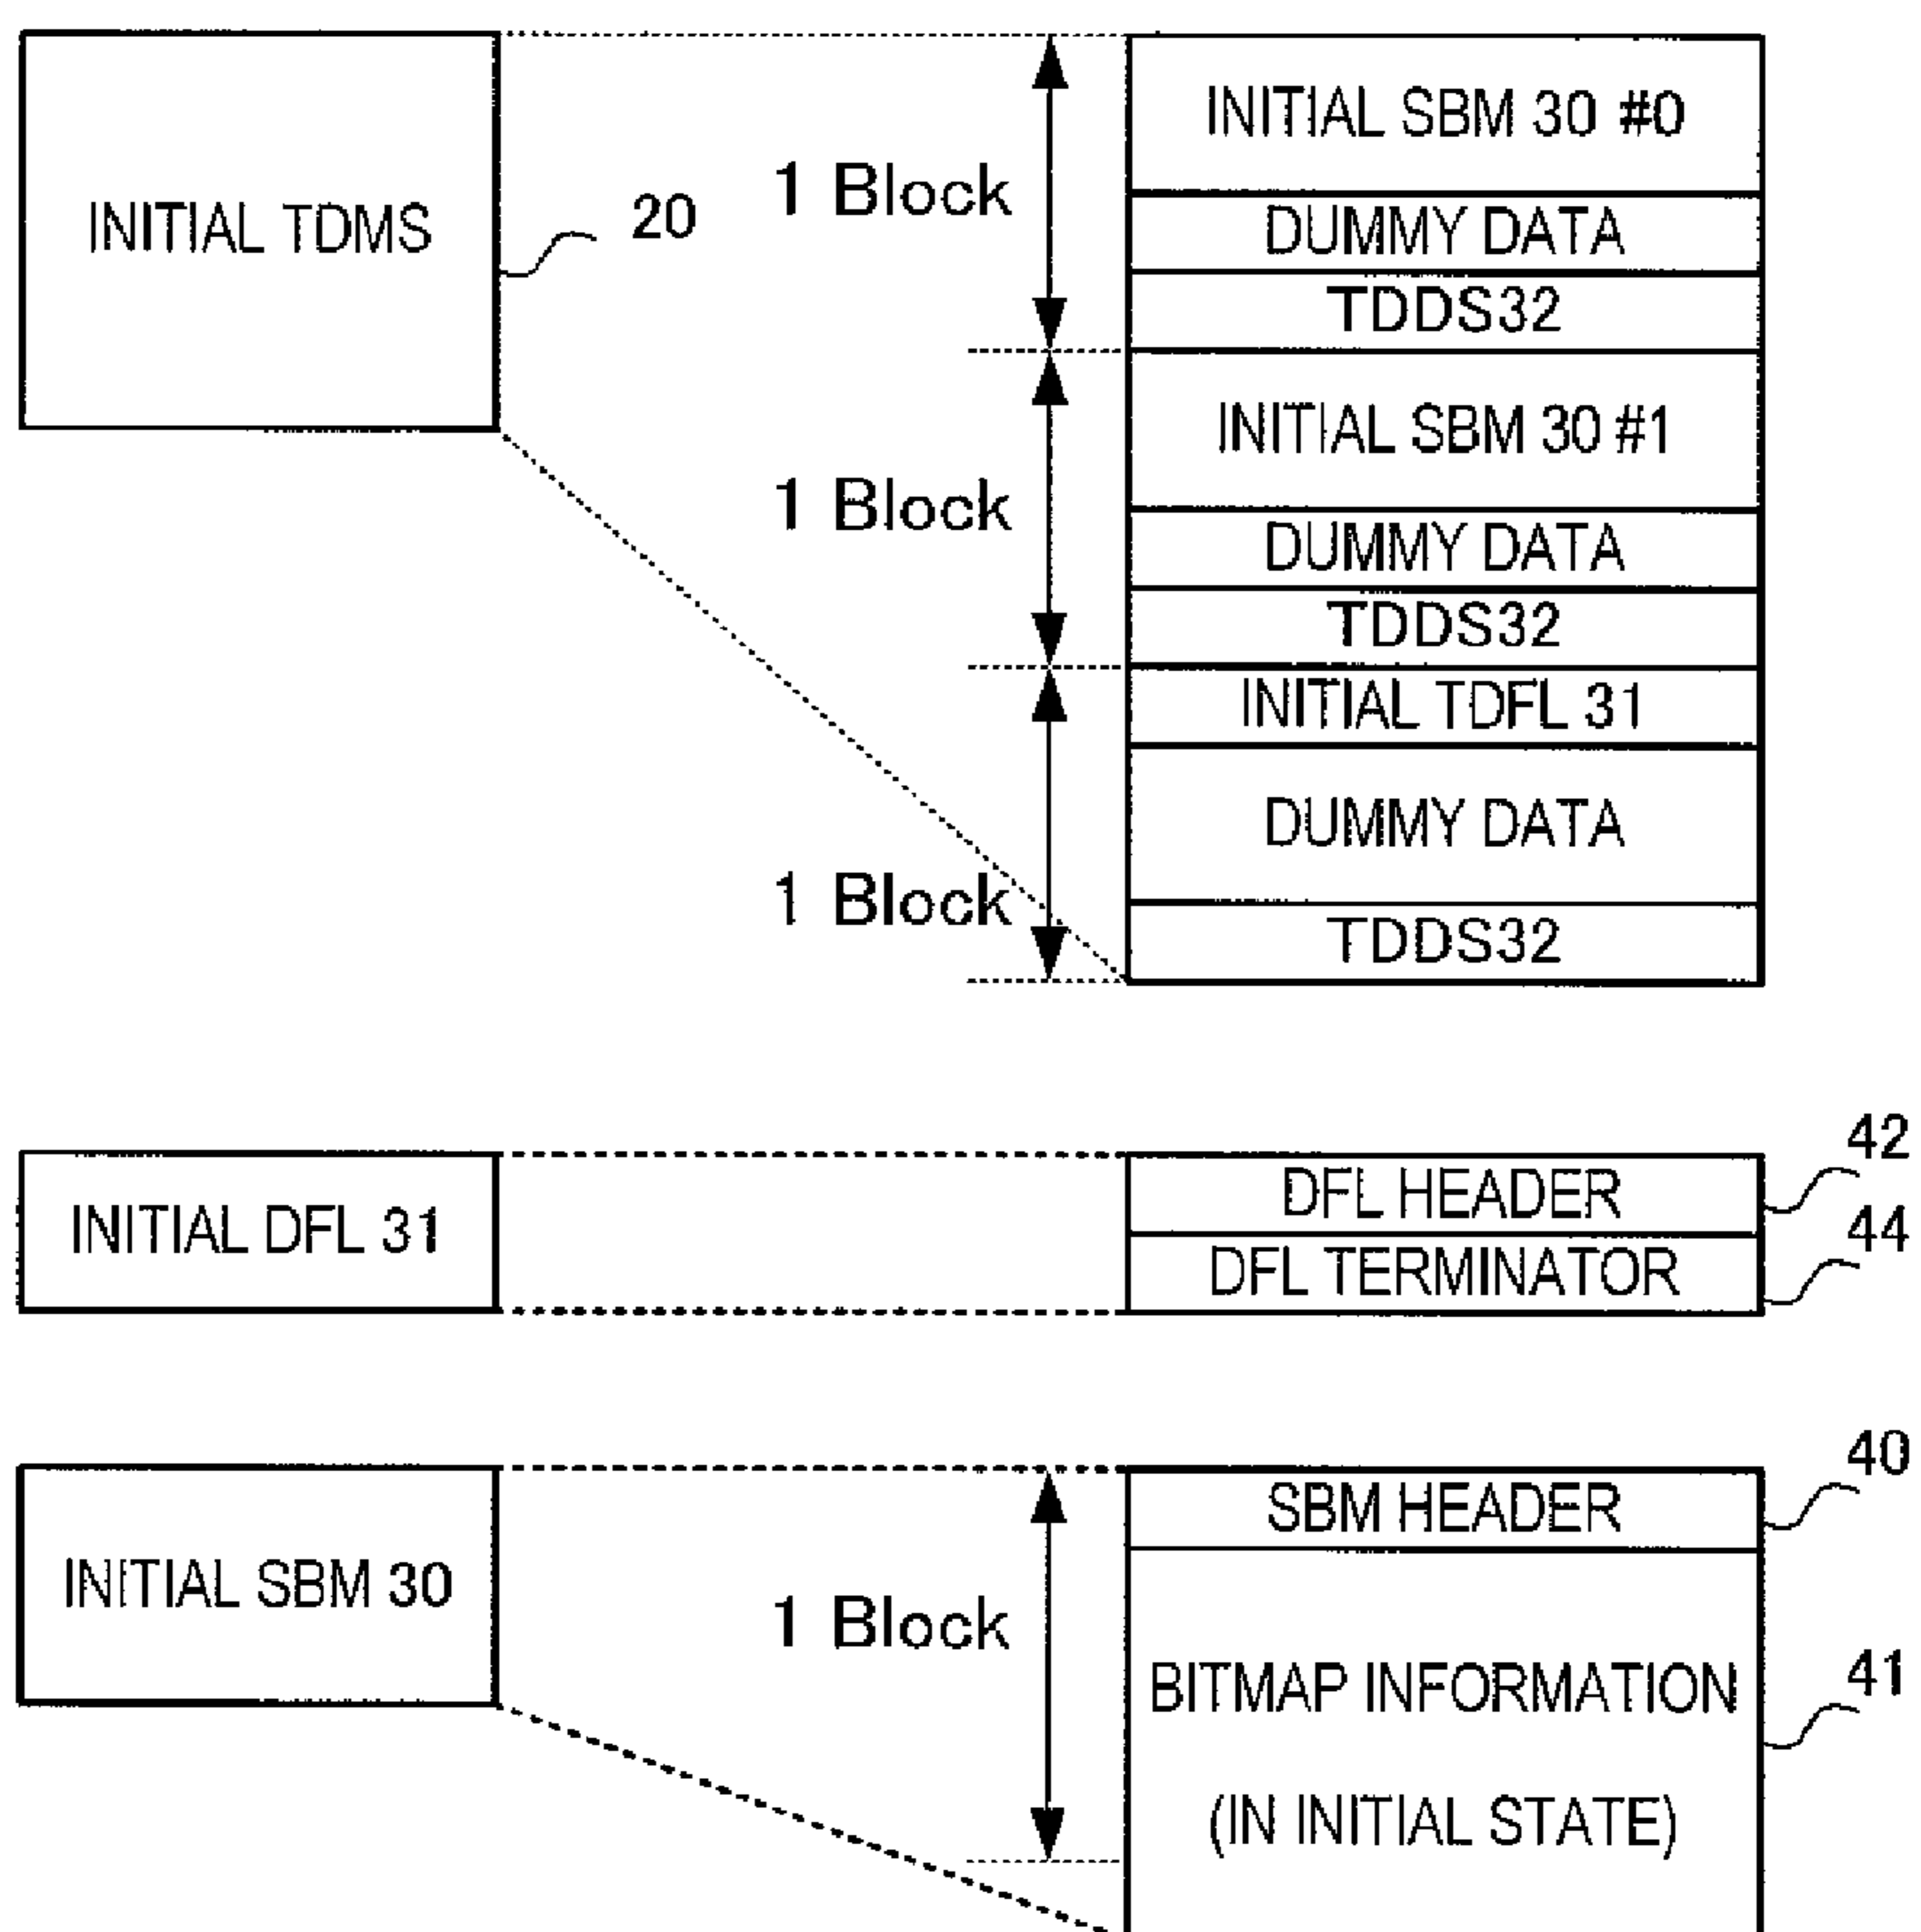 INITIAL TDMS
20
1 Block
INITIAL SBM 30 #0
DUMMY DATA
TDDS32
1 Block
INITIAL SBM 30 #1
DUMMY DATA
TDDS32
1 Block
INITIAL TDFL 31
DUMMY DATA
TDDS32
INITIAL DFL 31
DFL HEADER
42
DFL TERMINATOR
44
INITIAL SBM 30
1 Block
SBM HEADER
40
BITMAP INFORMATION
(IN INITIAL STATE)
41